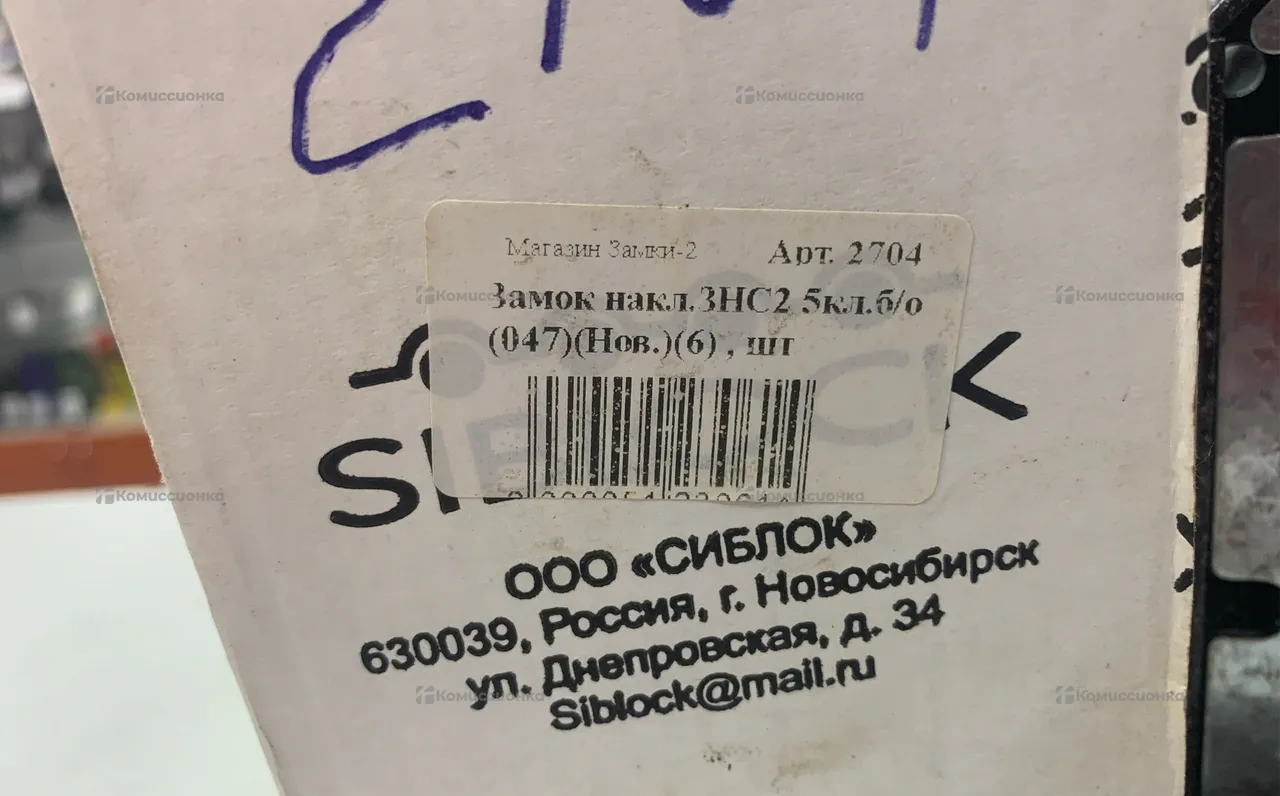 Магазин Замки-2 Арт. 2704
Замок накл.ЗНС2 5кл.б/о
(047)(Нов.)(6) , шт
ООО «СИБЛОК»
630039, Россия, г. Новосибирск
ул. Днепровская, д. 34
Siblock@mail.ru
Комиссионка